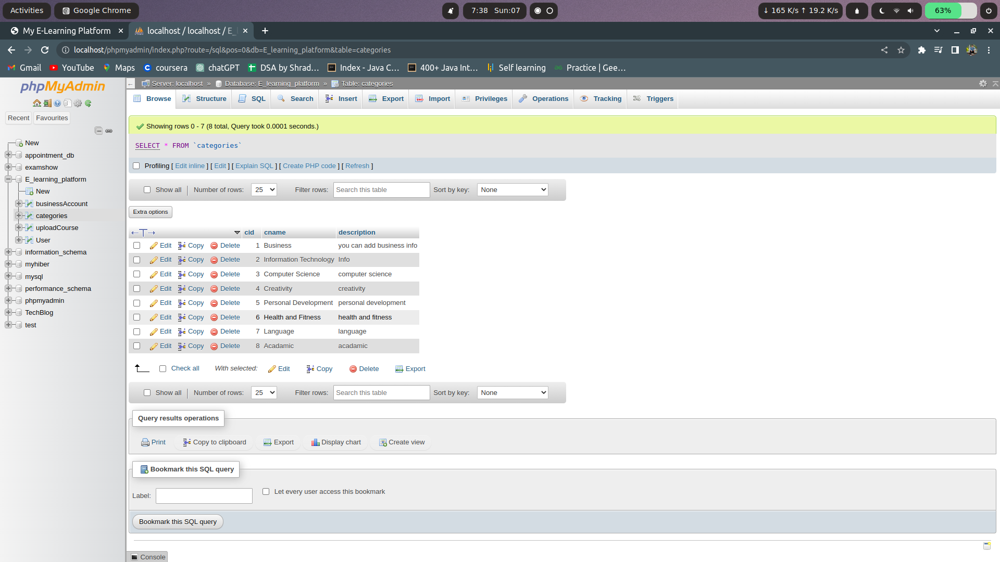 Activities Google Chrome 7:38 Sun:07 ↓ 165 K/s ↑ 19.2 K/s 63%
My E-Learning Platform localhost / localhost / E_
localhost/phpmyadmin/index.php?route=/sql&pos=0&db=E_learning_platform&table=categories
Gmail YouTube Maps coursera chatGPT DSA by Shrad... Index - Java C... 400+ Java Int... Self learning Practice | Gee...
phpMyAdmin
Recent Favourites
New
appointment_db
examshow
E_learning_platform
New
businessAccount
categories
uploadCourse
User
information_schema
myhiber
mysql
performance_schema
phpmyadmin
TechBlog
test
Server: localhost » Database: E_learning_platform » Table: categories
Browse Structure SQL Search Insert Export Import Privileges Operations Tracking Triggers
Showing rows 0 - 7 (8 total, Query took 0.0001 seconds.)
SELECT * FROM `categories`
Profiling [ Edit inline ] [ Edit ] [ Explain SQL ] [ Create PHP code ] [ Refresh ]
Show all Number of rows: 25 Filter rows: Search this table Sort by key: None
Extra options
←T→ cid cname description
Edit Copy Delete 1 Business you can add business info
Edit Copy Delete 2 Information Technology Info
Edit Copy Delete 3 Computer Science computer science
Edit Copy Delete 4 Creativity creativity
Edit Copy Delete 5 Personal Development personal development
Edit Copy Delete 6 Health and Fitness health and fitness
Edit Copy Delete 7 Language language
Edit Copy Delete 8 Acadamic acadamic
Check all With selected: Edit Copy Delete Export
Show all Number of rows: 25 Filter rows: Search this table Sort by key: None
Query results operations
Print Copy to clipboard Export Display chart Create view
Bookmark this SQL query
Label: Let every user access this bookmark
Bookmark this SQL query
Console